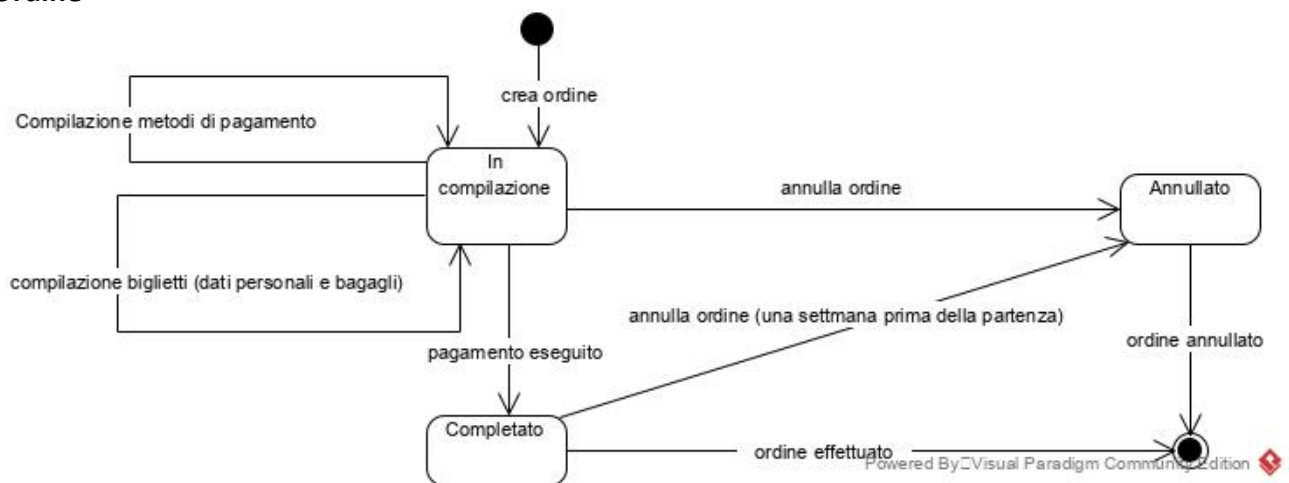 crea ordine
Compilazione metodi di pagamento
In
compilazione
annulla ordine
Annullato
compilazione biglietti (dati personali e bagagli)
annulla ordine (una settmana prima della partenza)
pagamento eseguito
ordine annullato
Completato
ordine effettuato
Powered By Visual Paradigm Community Edition